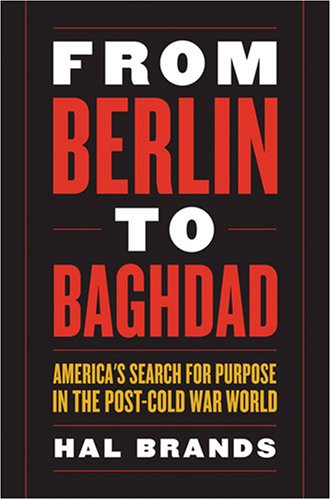 FROM
BERLIN
TO
BAGHDAD
AMERICA'S SEARCH FOR PURPOSE
IN THE POST-COLD WAR WORLD
HAL BRANDS